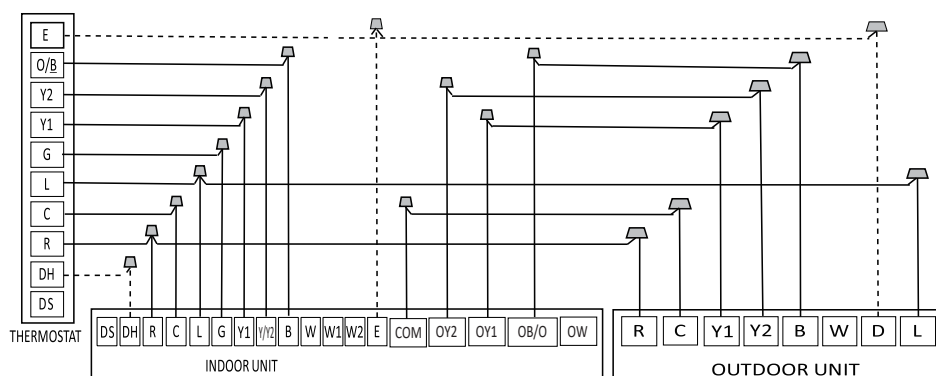 E
O/B
Y2
Y1
G
L
C
R
DH
DS
THERMOSTAT
DS DH R C L G Y1 Y/Y2 B W W1 W2 E COM OY2 OY1 OB/O OW
INDOOR UNIT
R C Y1 Y2 B W D L
OUTDOOR UNIT